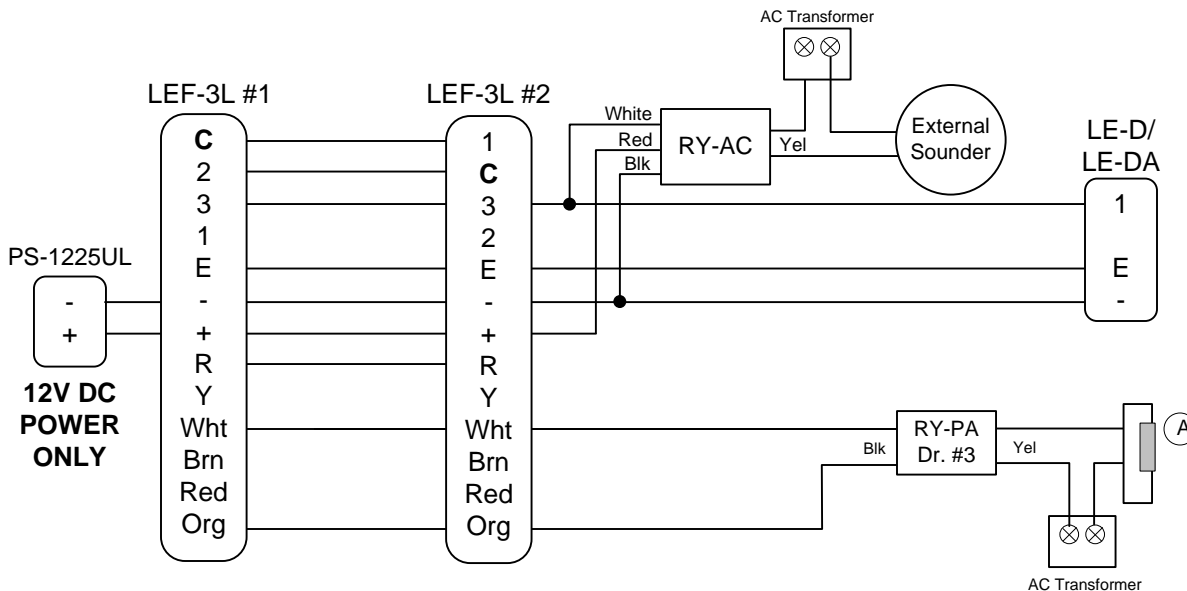 AC Transformer
LEF-3L #1
LEF-3L #2
C
2
3
1
E
-
+
R
Y
Wht
Brn
Red
Org
1
C
3
2
E
-
+
R
Y
Wht
Brn
Red
Org
PS-1225UL
-
+
12V DC
POWER
ONLY
White
Red
Blk
RY-AC
Yel
External
Sounder
LE-D/
LE-DA
1
E
-
Blk
RY-PA
Dr. #3
Yel
A
AC Transformer